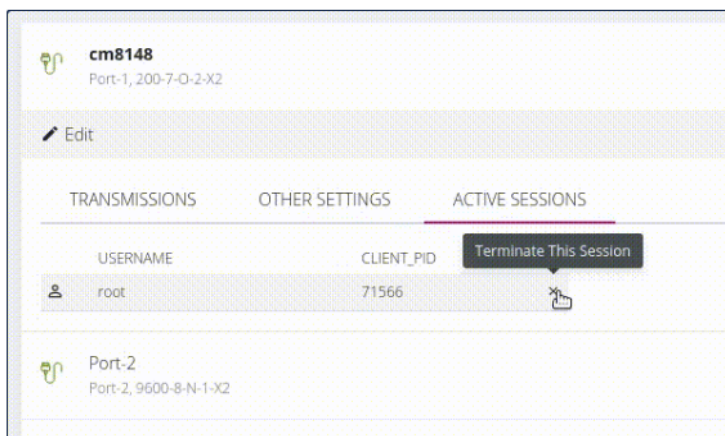 cm8148
Port-1, 200-7-O-2-X2
Edit
TRANSMISSIONS OTHER SETTINGS ACTIVE SESSIONS
Terminate This Session
USERNAME CLIENT_PID
root 71566
Port-2
Port-2, 9600-8-N-1-X2